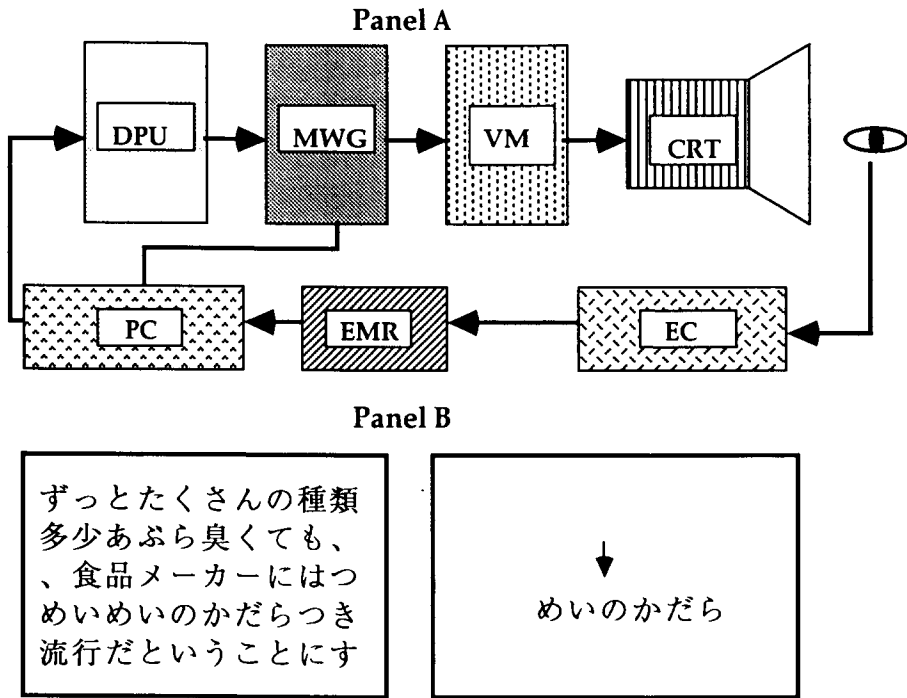 Panel A
DPU
MWG
VM
CRT
PC
EMR
EC
Panel B
ずっとたくさんの種類
多少あぶら臭くても、
、食品メーカーにはつ
めいめいのかだらつき
流行だということにす
めいのかだら